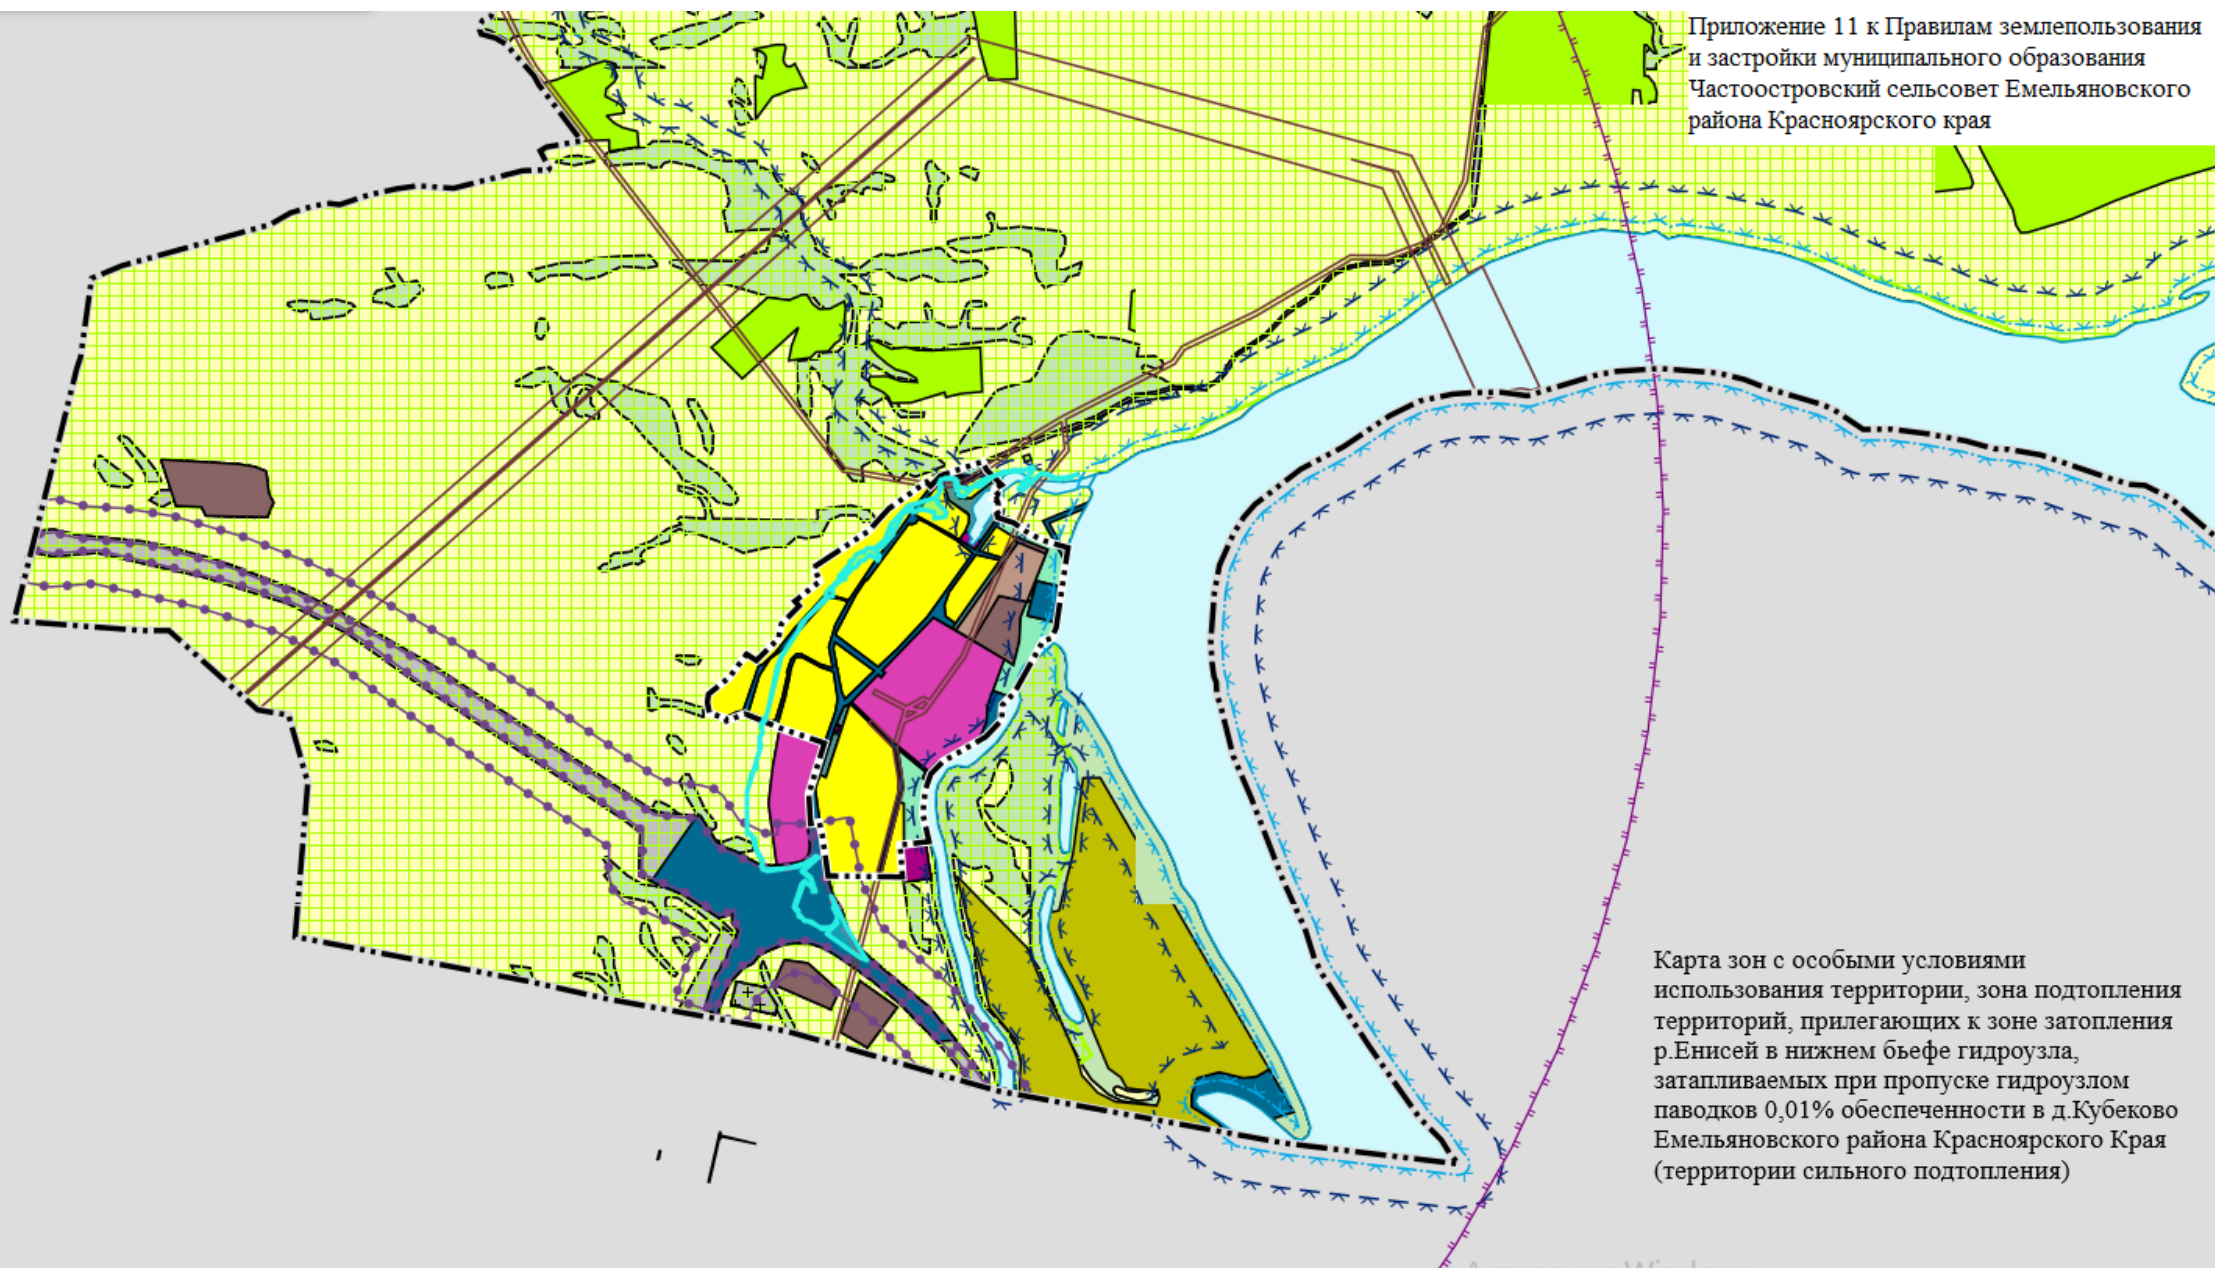 Приложение 11 к Правилам землепользования
и застройки муниципального образования
Частоостровский сельсовет Емельяновского
района Красноярского края
Карта зон с особыми условиями
использования территории, зона подтопления
территорий, прилегающих к зоне затопления
р.Енисей в нижнем бьефе гидроузла,
затапливаемых при пропуске гидроузлом
паводков 0,01% обеспеченности в д.Кубеково
Емельяновского района Красноярского Края
(территории сильного подтопления)